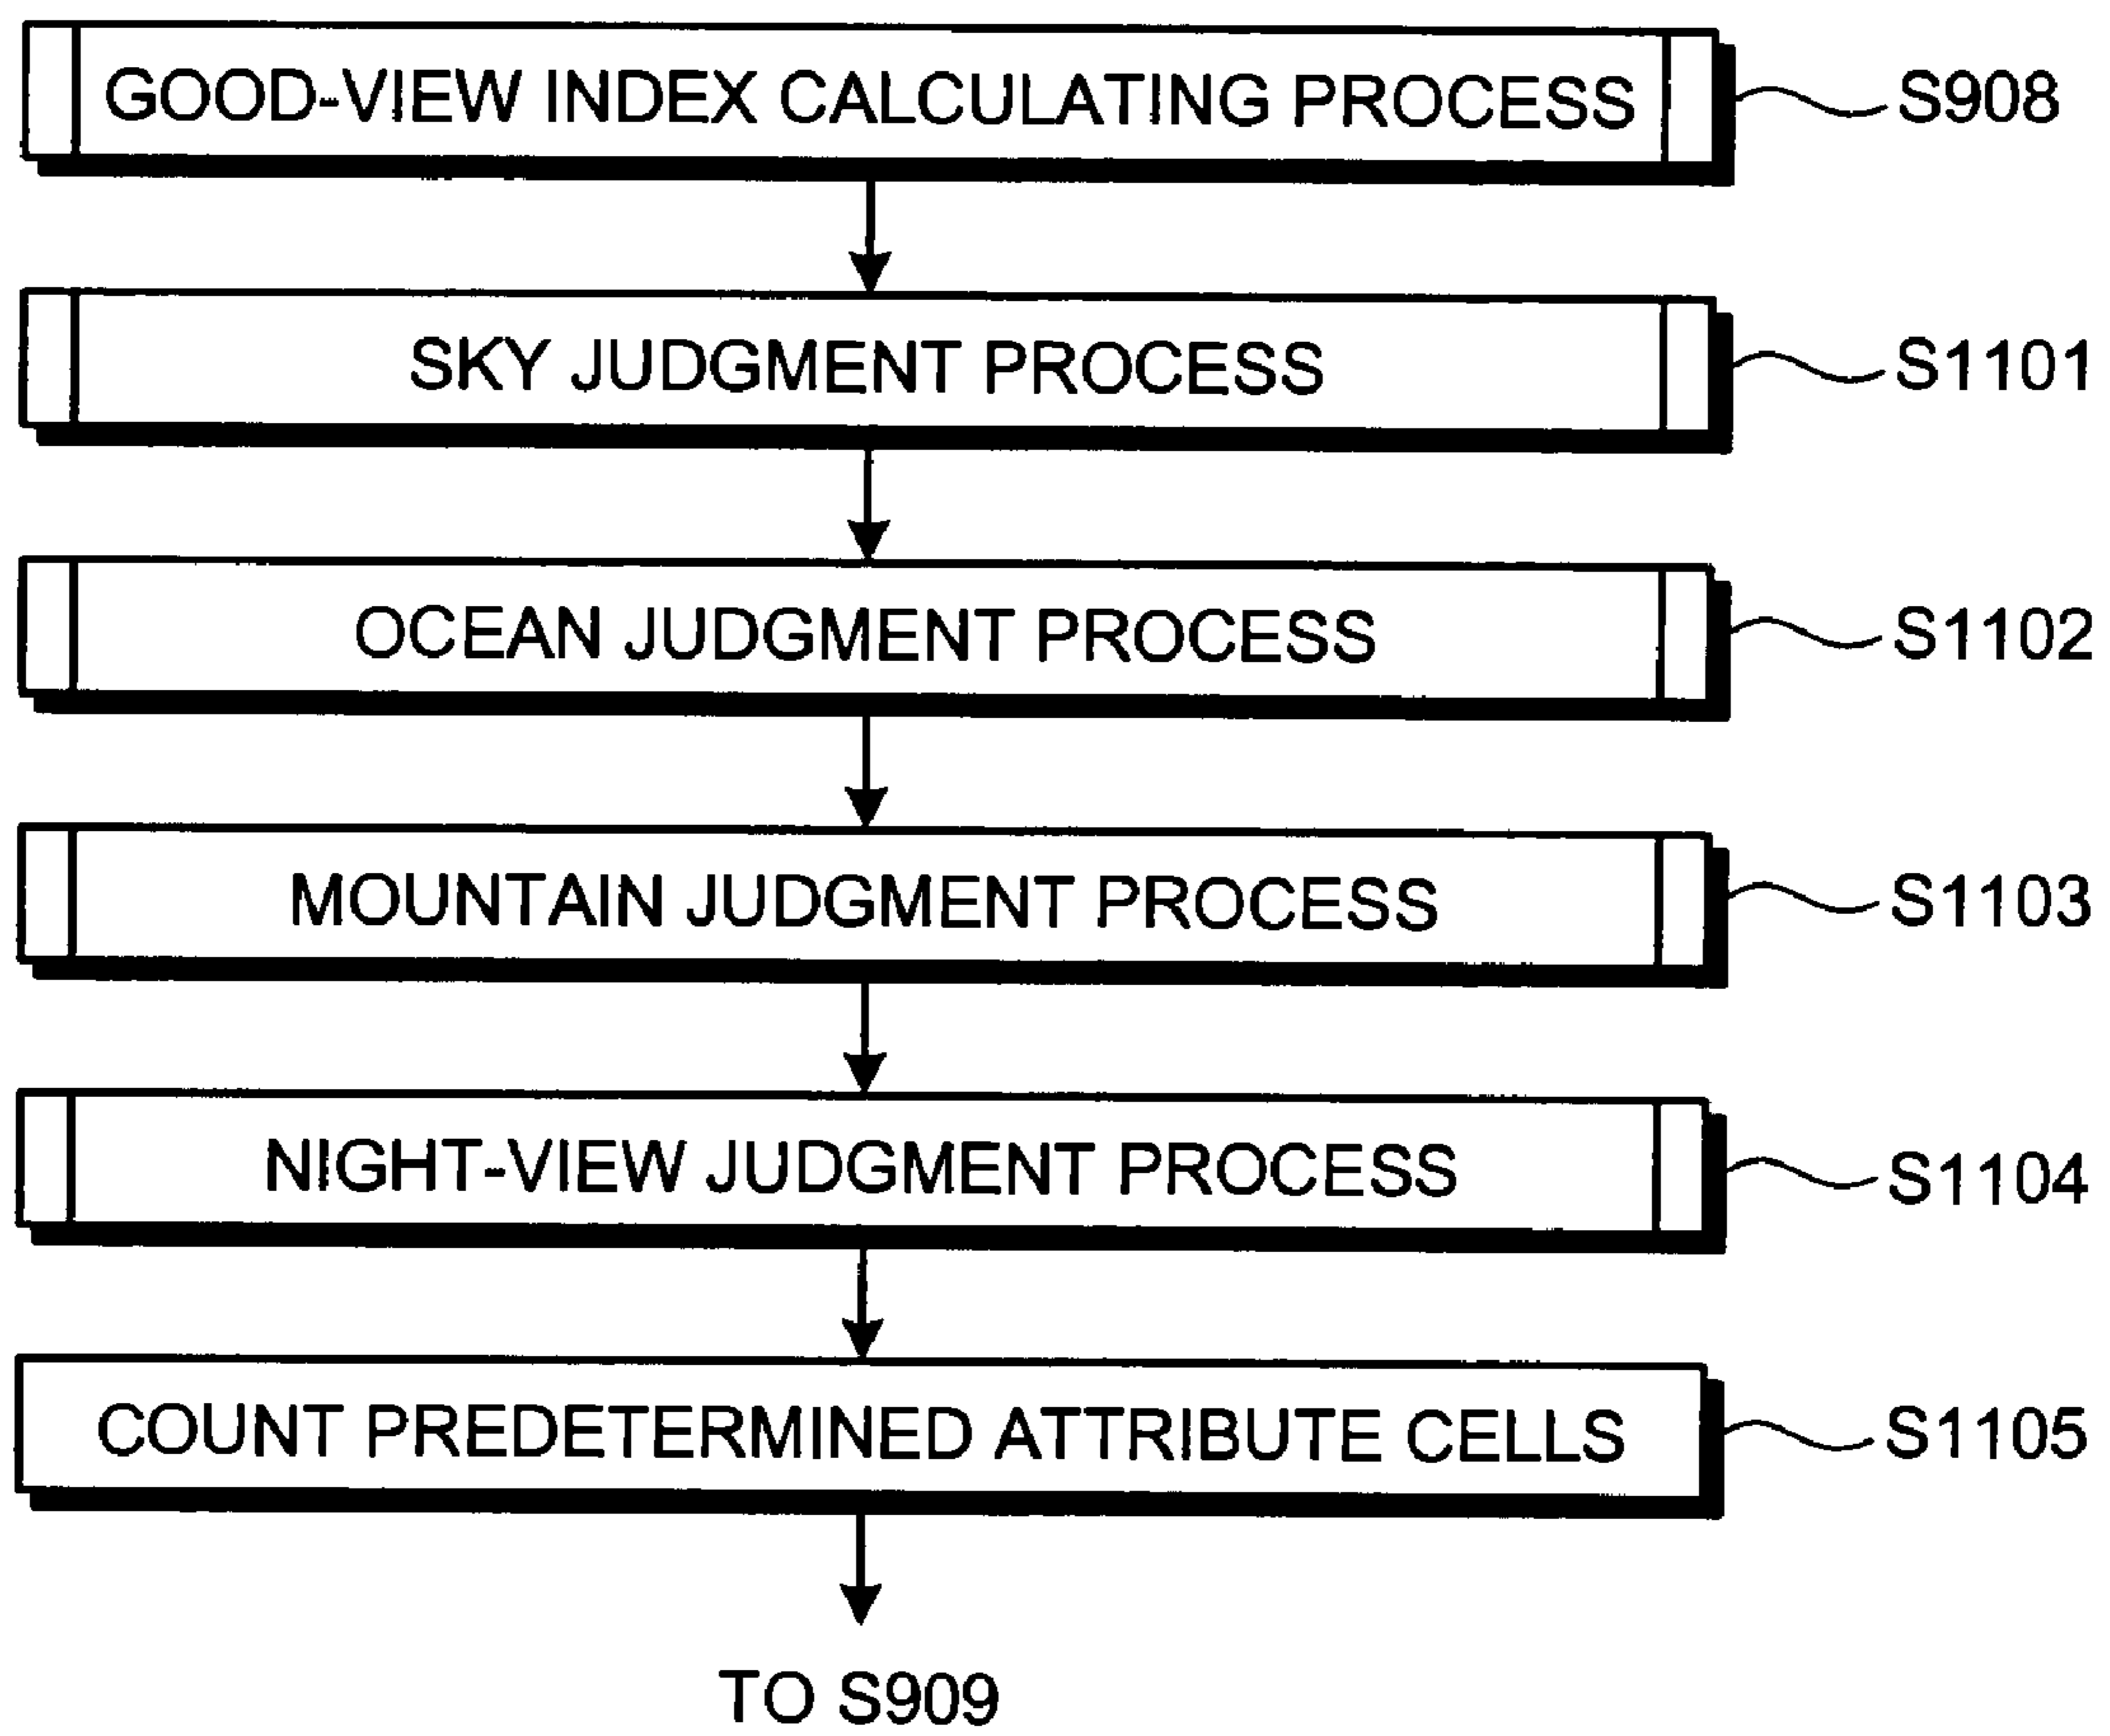 GOOD-VIEW INDEX CALCULATING PROCESS S908
SKY JUDGMENT PROCESS S1101
OCEAN JUDGMENT PROCESS S1102
MOUNTAIN JUDGMENT PROCESS S1103
NIGHT-VIEW JUDGMENT PROCESS S1104
COUNT PREDETERMINED ATTRIBUTE CELLS S1105
TO S909